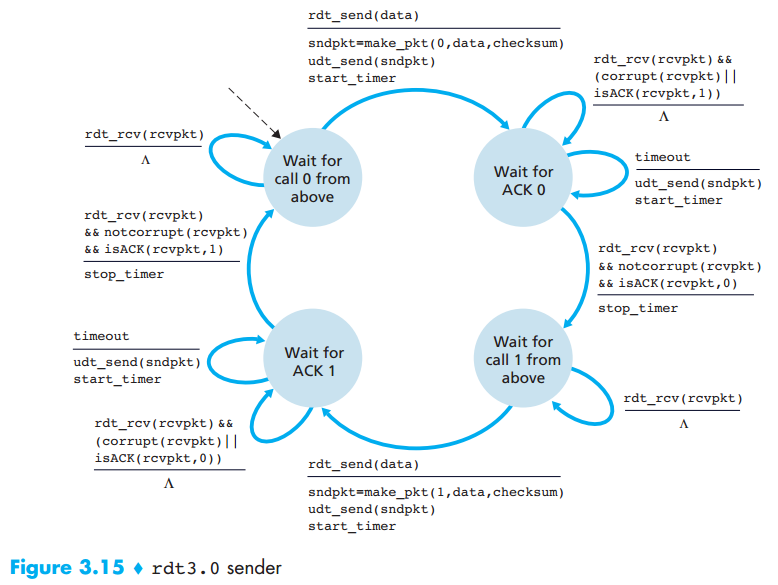 rdt_send(data)
sndpkt=make_pkt(0,data,checksum)
udt_send(sndpkt)
start_timer
rdt_rcv(rcvpkt) &&
(corrupt(rcvpkt)||
isACK(rcvpkt,1))
Λ
rdt_rcv(rcvpkt)
Λ
Wait for
call 0 from
above
Wait for
ACK 0
timeout
udt_send(sndpkt)
start_timer
rdt_rcv(rcvpkt)
&& notcorrupt(rcvpkt)
&& isACK(rcvpkt,1)
stop_timer
rdt_rcv(rcvpkt)
&& notcorrupt(rcvpkt)
&& isACK(rcvpkt,0)
stop_timer
timeout
udt_send(sndpkt)
start_timer
Wait for
ACK 1
Wait for
call 1 from
above
rdt_rcv(rcvpkt)
Λ
rdt_rcv(rcvpkt) &&
(corrupt(rcvpkt)||
isACK(rcvpkt,0))
Λ
rdt_send(data)
sndpkt=make_pkt(1,data,checksum)
udt_send(sndpkt)
start_timer
Figure 3.15 ♦ rdt3.0 sender